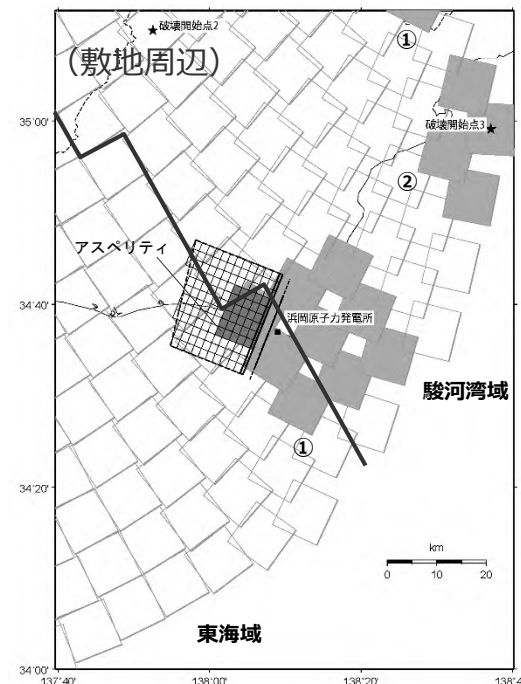 破壊開始点2
(敷地周辺)
①
35°00'
破壊開始点3
②
アスペリティ
34°40'
浜岡原子力発電所
駿河湾域
①
34°20'
km
0 10 20
東海域
34°00'
137°40' 138°00' 138°20'